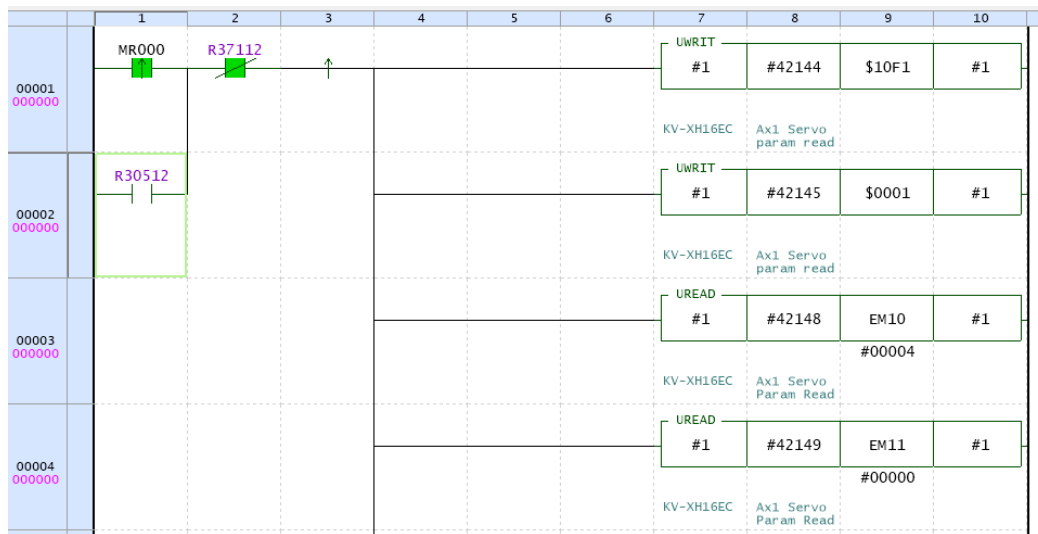 1 2 3 4 5 6 7 8 9 10
00001
000000
MR000 R37112
UWRIT
#1 #42144 $10F1 #1
KV-XH16EC Ax1 Servo
param read
00002
000000
R30512
UWRIT
#1 #42145 $0001 #1
KV-XH16EC Ax1 Servo
param read
00003
000000
UREAD
#1 #42148 EM10 #1
#00004
KV-XH16EC Ax1 Servo
Param Read
00004
000000
UREAD
#1 #42149 EM11 #1
#00000
KV-XH16EC Ax1 Servo
Param Read